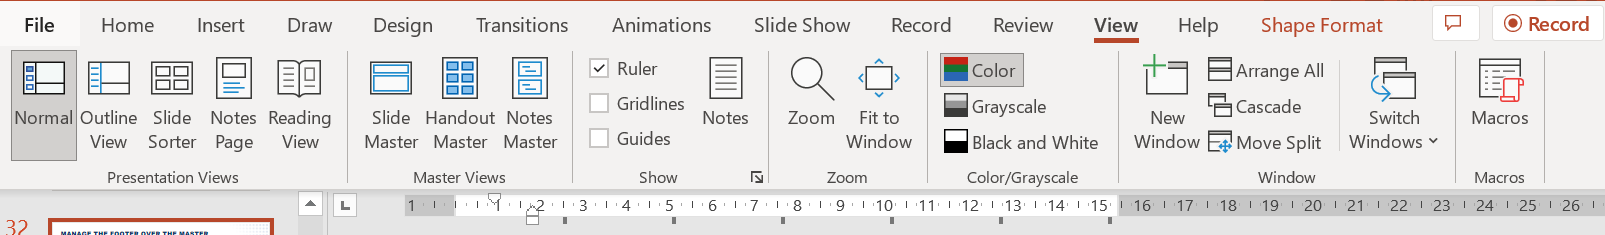 File Home Insert Draw Design Transitions Animations Slide Show Record Review View Help Shape Format Record
Normal
Outline View
Slide Sorter
Notes Page
Reading View
Presentation Views
Slide Master
Handout Master
Notes Master
Master Views
Ruler
Gridlines
Guides
Notes
Show
Zoom
Fit to Window
Zoom
Color
Grayscale
Black and White
Color/Grayscale
New Window
Arrange All
Cascade
Move Split
Switch Windows
Window
Macros
Macros
1 1 2 3 4 5 6 7 8 9 10 11 12 13 14 15 16 17 18 19 20 21 22 23 24 25 26
32
MANAGE THE FOOTER OVER THE MASTER